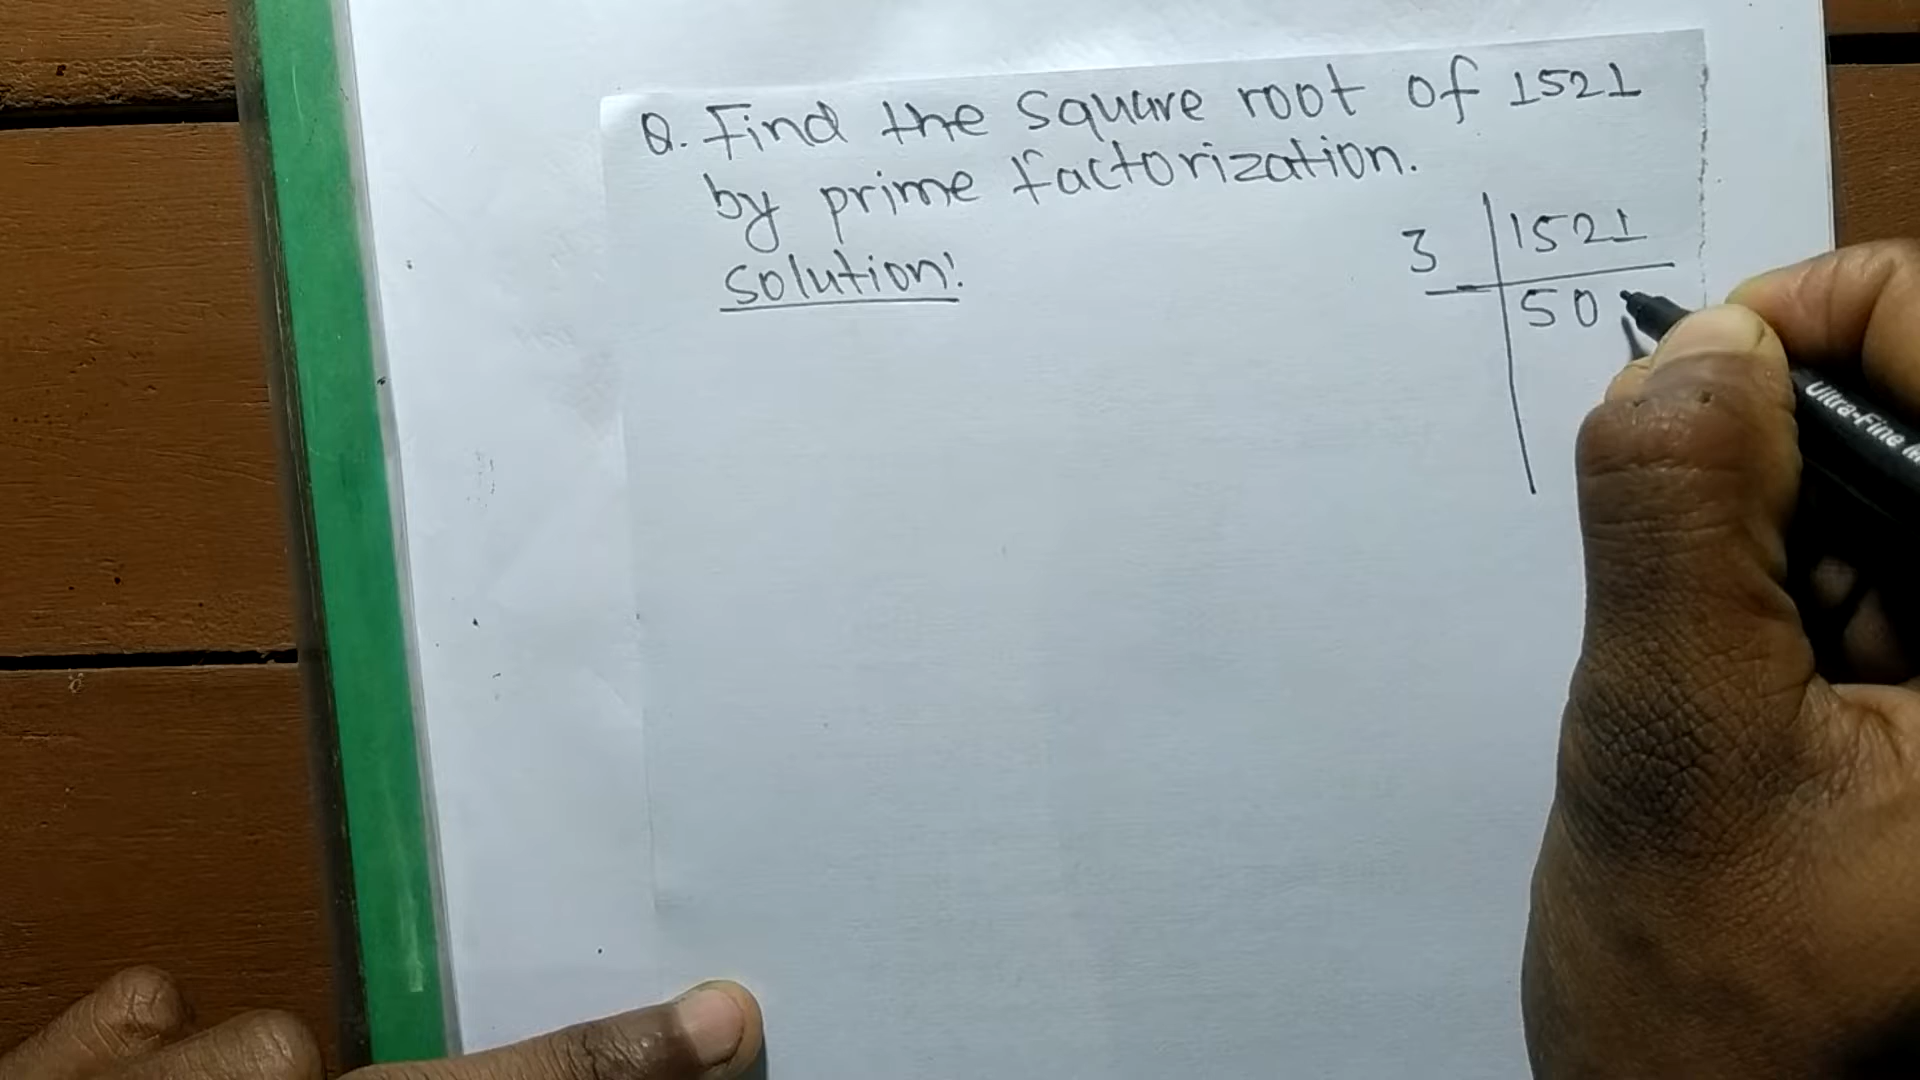 Q. Find the square root of 1521
by prime factorization.
Solution:
3 1521
50
Ultra-Fine